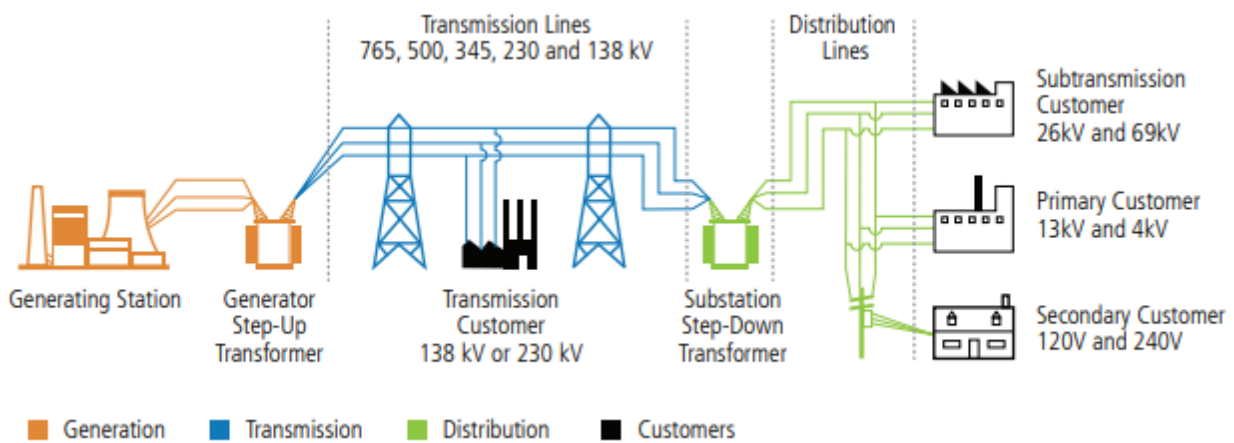 Transmission Lines
765, 500, 345, 230 and 138 kV
Distribution
Lines
Subtransmission
Customer
26kV and 69kV
Primary Customer
13kV and 4kV
Generating Station
Generator
Step-Up
Transformer
Transmission
Customer
138 kV or 230 kV
Substation
Step-Down
Transformer
Secondary Customer
120V and 240V
Generation
Transmission
Distribution
Customers